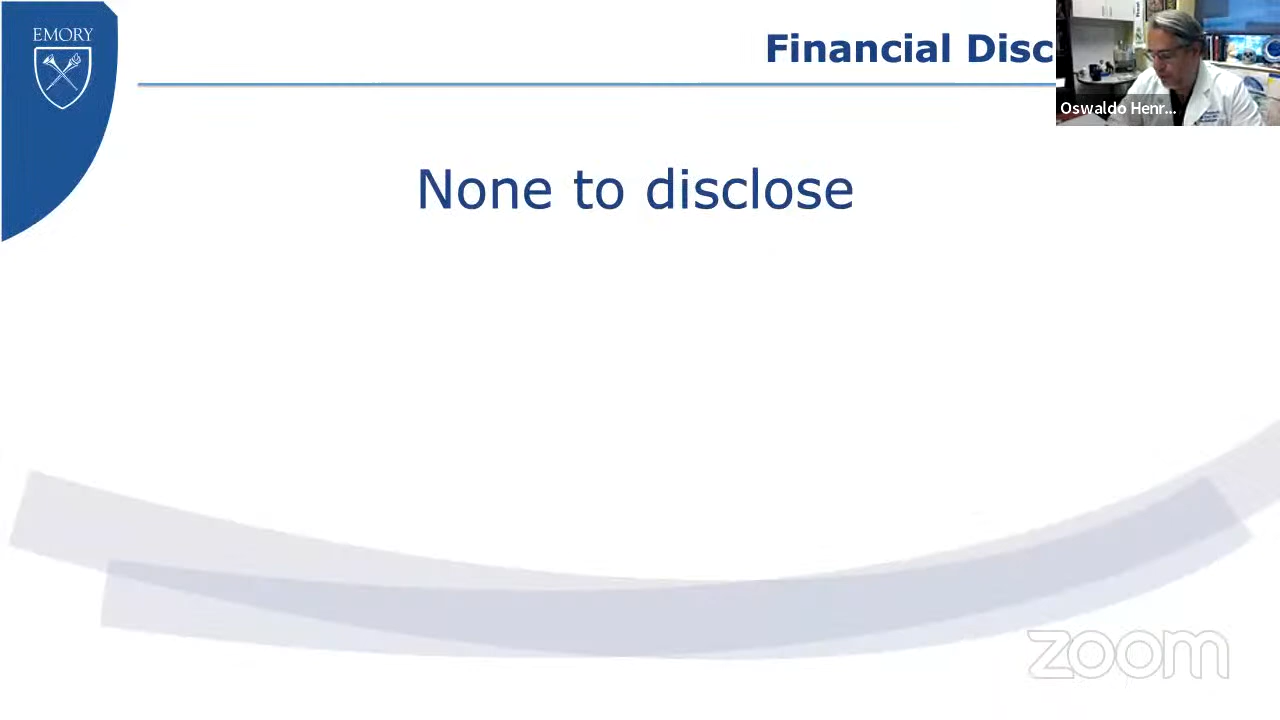 EMORY
Financial Disc
Oswaldo Henr...
None to disclose
zoom